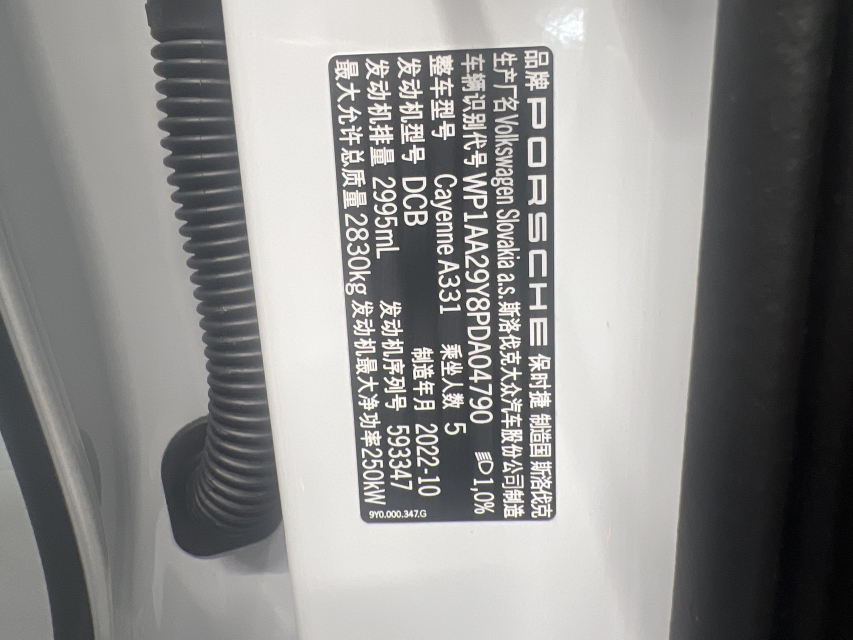 品牌 PORSCHE 保时捷 制造国 斯洛伐克
生产厂名 Volkswagen Slovakia a.s. 斯洛伐克大众汽车股份公司制造
车辆识别代号 WP1AA29Y8PDA04790 1,0%
整车型号 Cayenne A331 乘坐人数 5
发动机型号 DCB 制造年月 2022-10
发动机排量 2995mL 发动机序列号 593347
最大允许总质量 2830kg 发动机最大净功率 250kW
9Y0.000.347.G